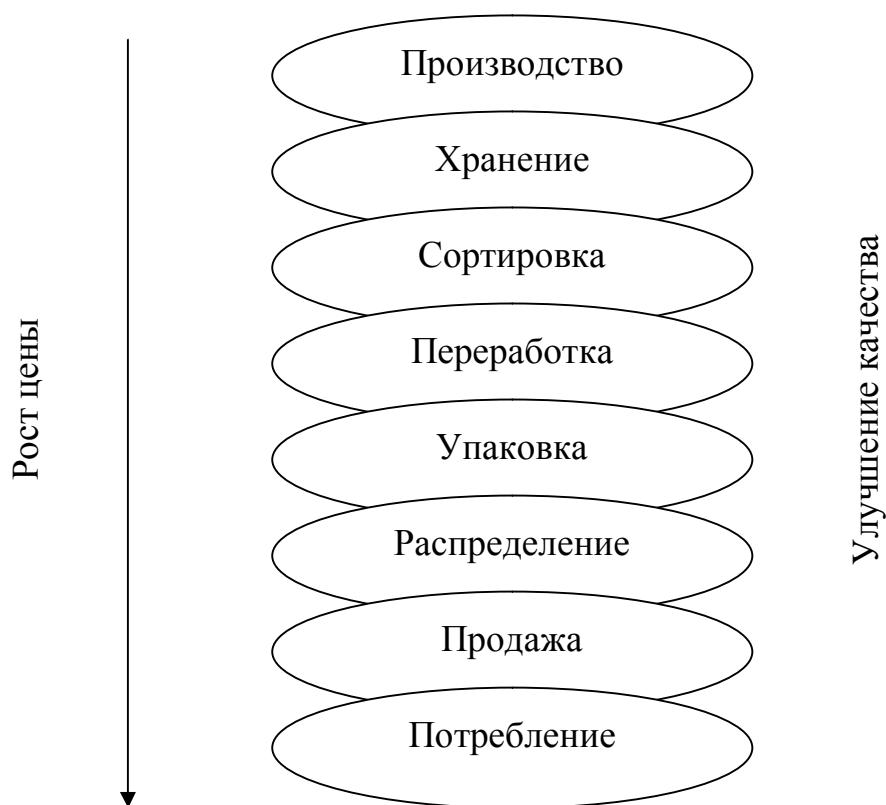 Производство
Хранение
Сортировка
Переработка
Упаковка
Распределение
Продажа
Потребление
Рост цены
Улучшение качества